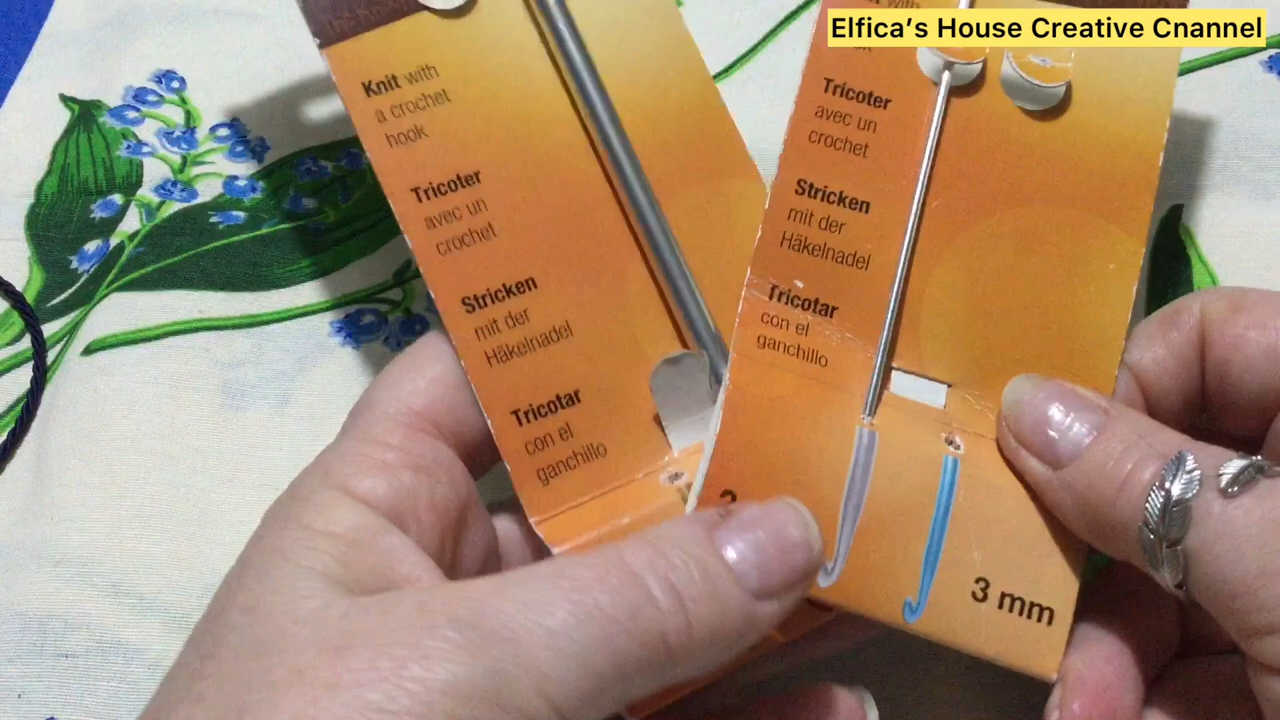 Elfica’s House Creative Cnannel
Knit with
a crochet
hook
Tricoter
avec un
crochet
Stricken
mit der
Häkelnadel
Tricotar
con el
ganchillo
Tricoter
avec un
crochet
Stricken
mit der
Häkelnadel
Tricotar
con el
ganchillo
3 mm